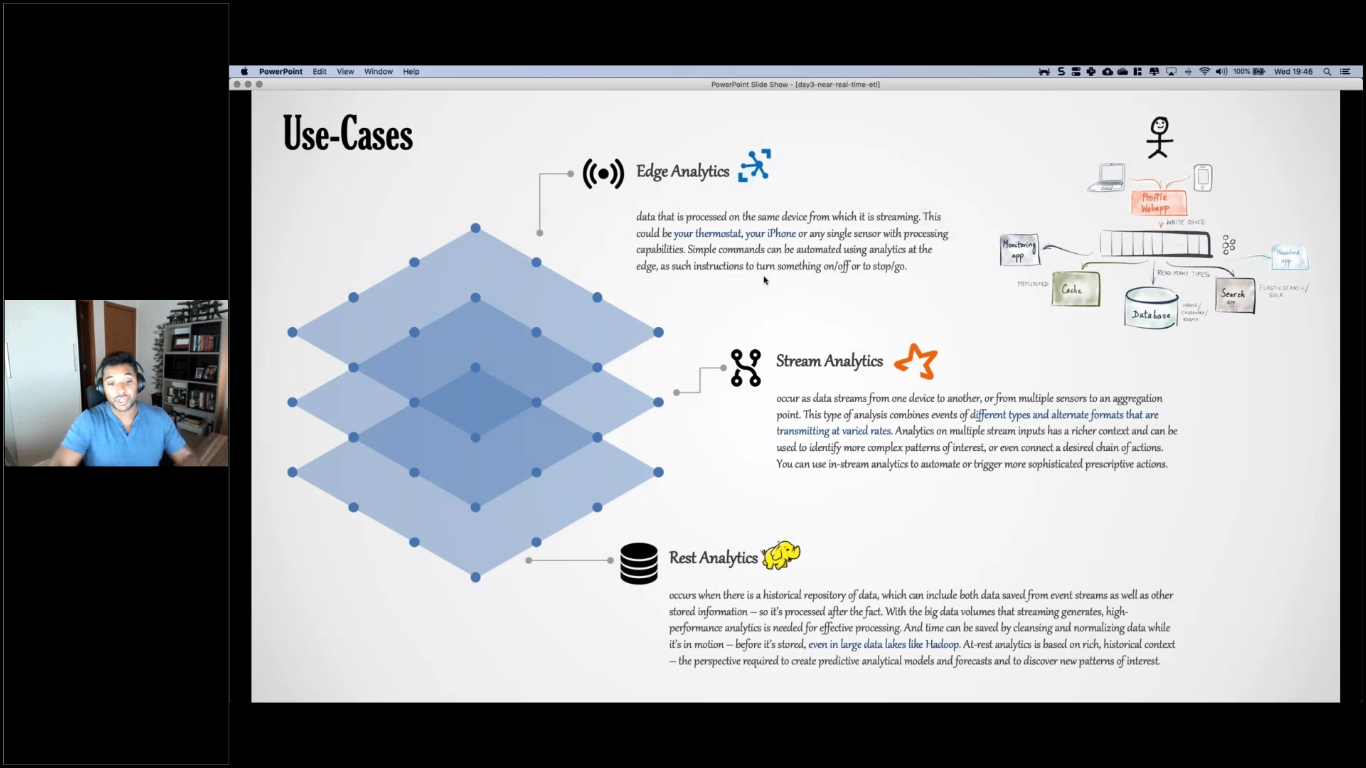 PowerPoint Edit View Window Help
100% Wed 19:46
PowerPoint Slide Show - [day3-near-real-time-etl]
Use-Cases
Edge Analytics
data that is processed on the same device from which it is streaming. This
could be your thermostat, your iPhone or any single sensor with processing
capabilities. Simple commands can be automated using analytics at the
edge, as such instructions to turn something on/off or to stop/go.
Profile
Webapp
WRITE ONCE
Monitoring
app
READ MANY TIMES
MEMCACHED
Cache
Database
Search
app
ELASTICSEARCH/
SOLR
Stream Analytics
occur as data streams from one device to another, or from multiple sensors to an aggregation
point. This type of analysis combines events of different types and alternate formats that are
transmitting at varied rates. Analytics on multiple stream inputs has a richer context and can be
used to identify more complex patterns of interest, or even connect a desired chain of actions.
You can use in-stream analytics to automate or trigger more sophisticated prescriptive actions.
Rest Analytics
occurs when there is a historical repository of data, which can include both data saved from event streams as well as other
stored information – so it's processed after the fact. With the big data volumes that streaming generates, high-
performance analytics is needed for effective processing. And time can be saved by cleansing and normalizing data while
it's in motion – before it's stored, even in large data lakes like Hadoop. At-rest analytics is based on rich, historical context
– the perspective required to create predictive analytical models and forecasts and to discover new patterns of interest.